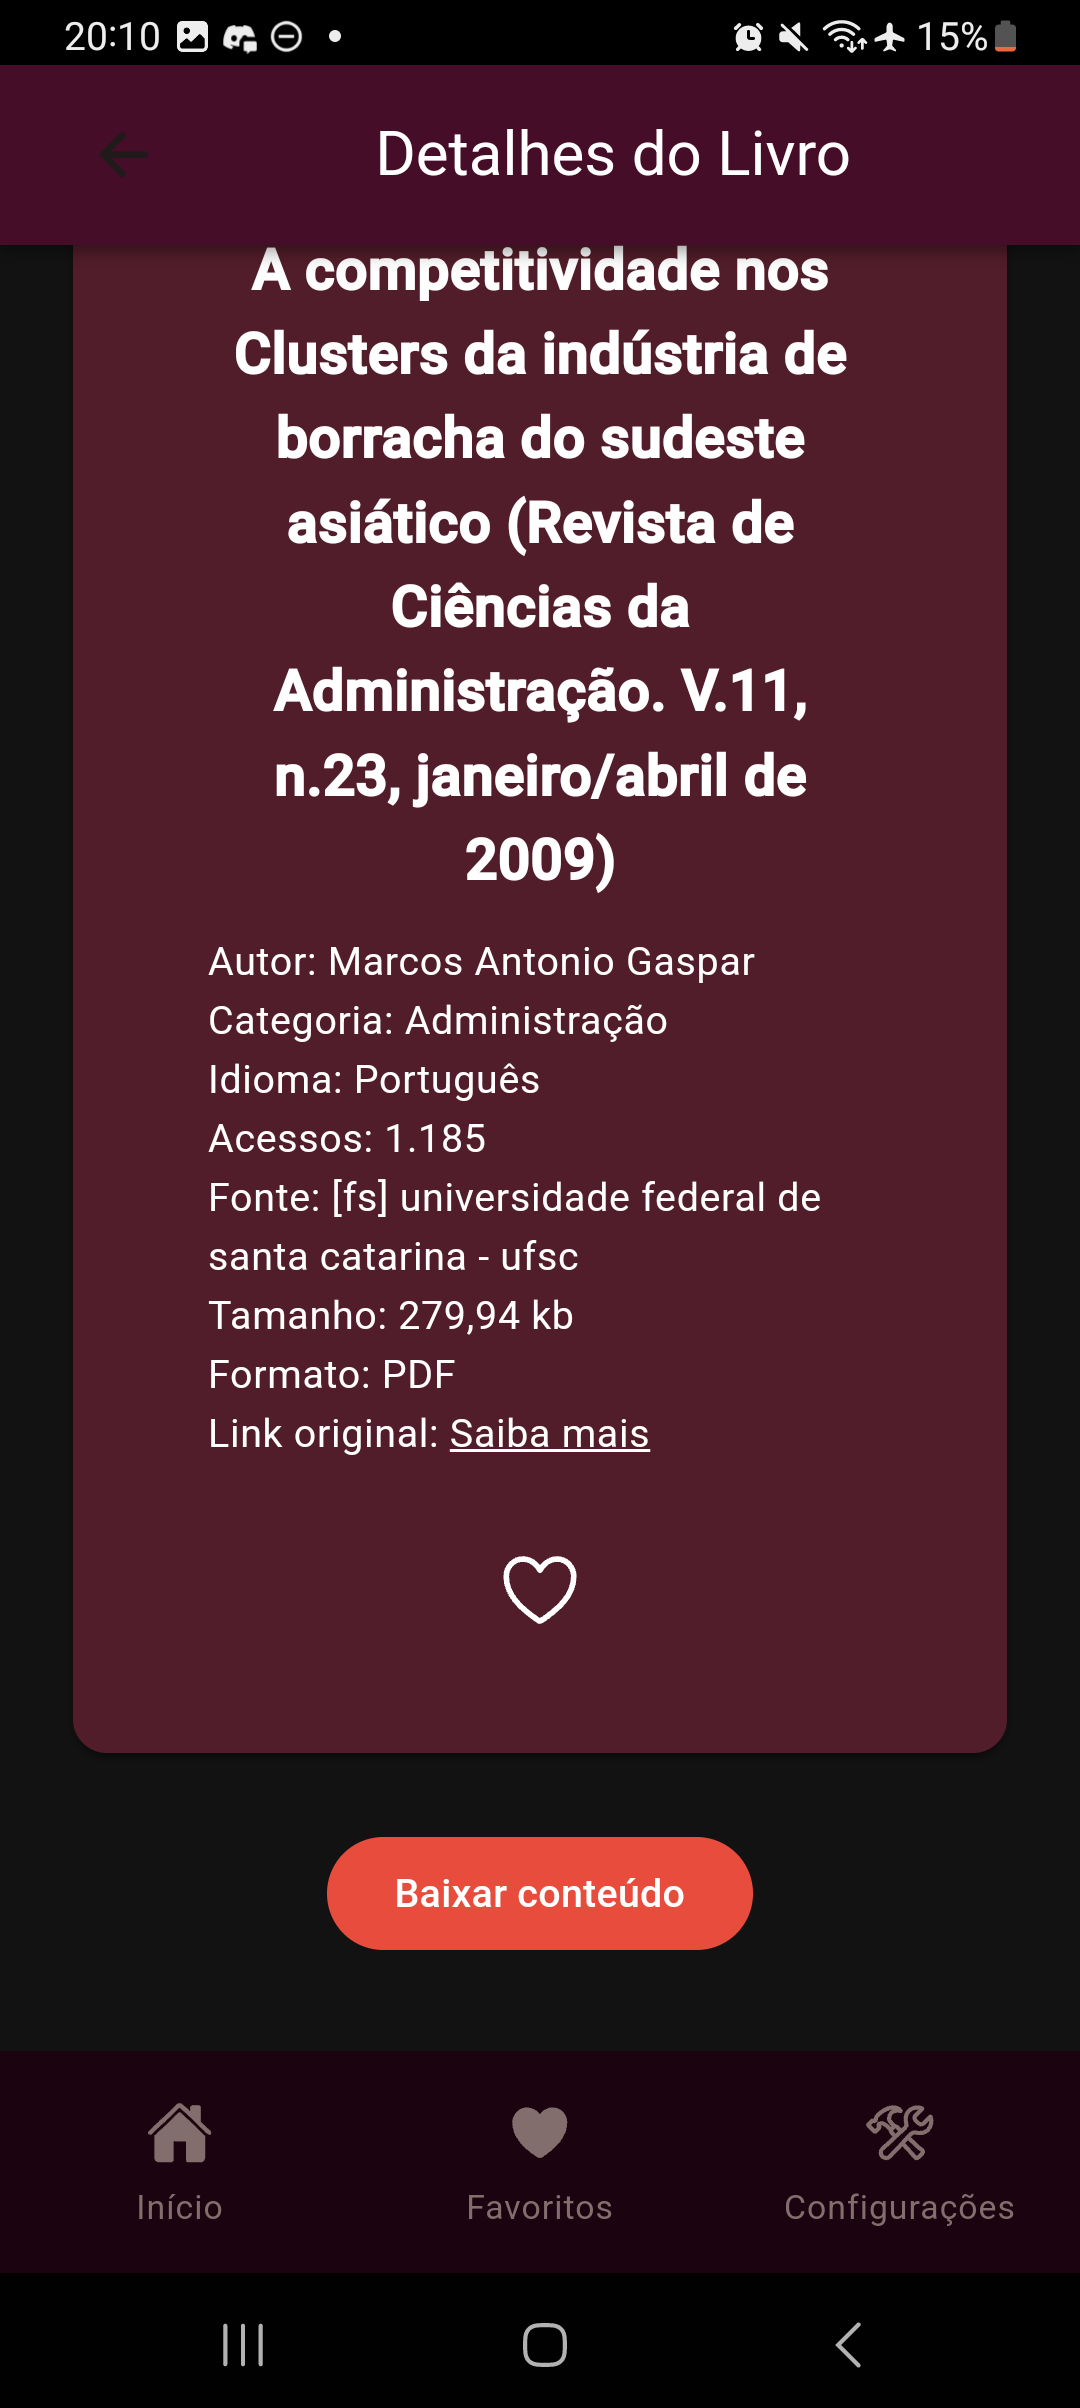 20:10
15%
Detalhes do Livro
A competitividade nos
Clusters da indústria de
borracha do sudeste
asiático (Revista de
Ciências da
Administração. V.11,
n.23, janeiro/abril de
2009)
Autor: Marcos Antonio Gaspar
Categoria: Administração
Idioma: Português
Acessos: 1.185
Fonte: [fs] universidade federal de
santa catarina - ufsc
Tamanho: 279,94 kb
Formato: PDF
Link original: Saiba mais
Baixar conteúdo
Início
Favoritos
Configurações